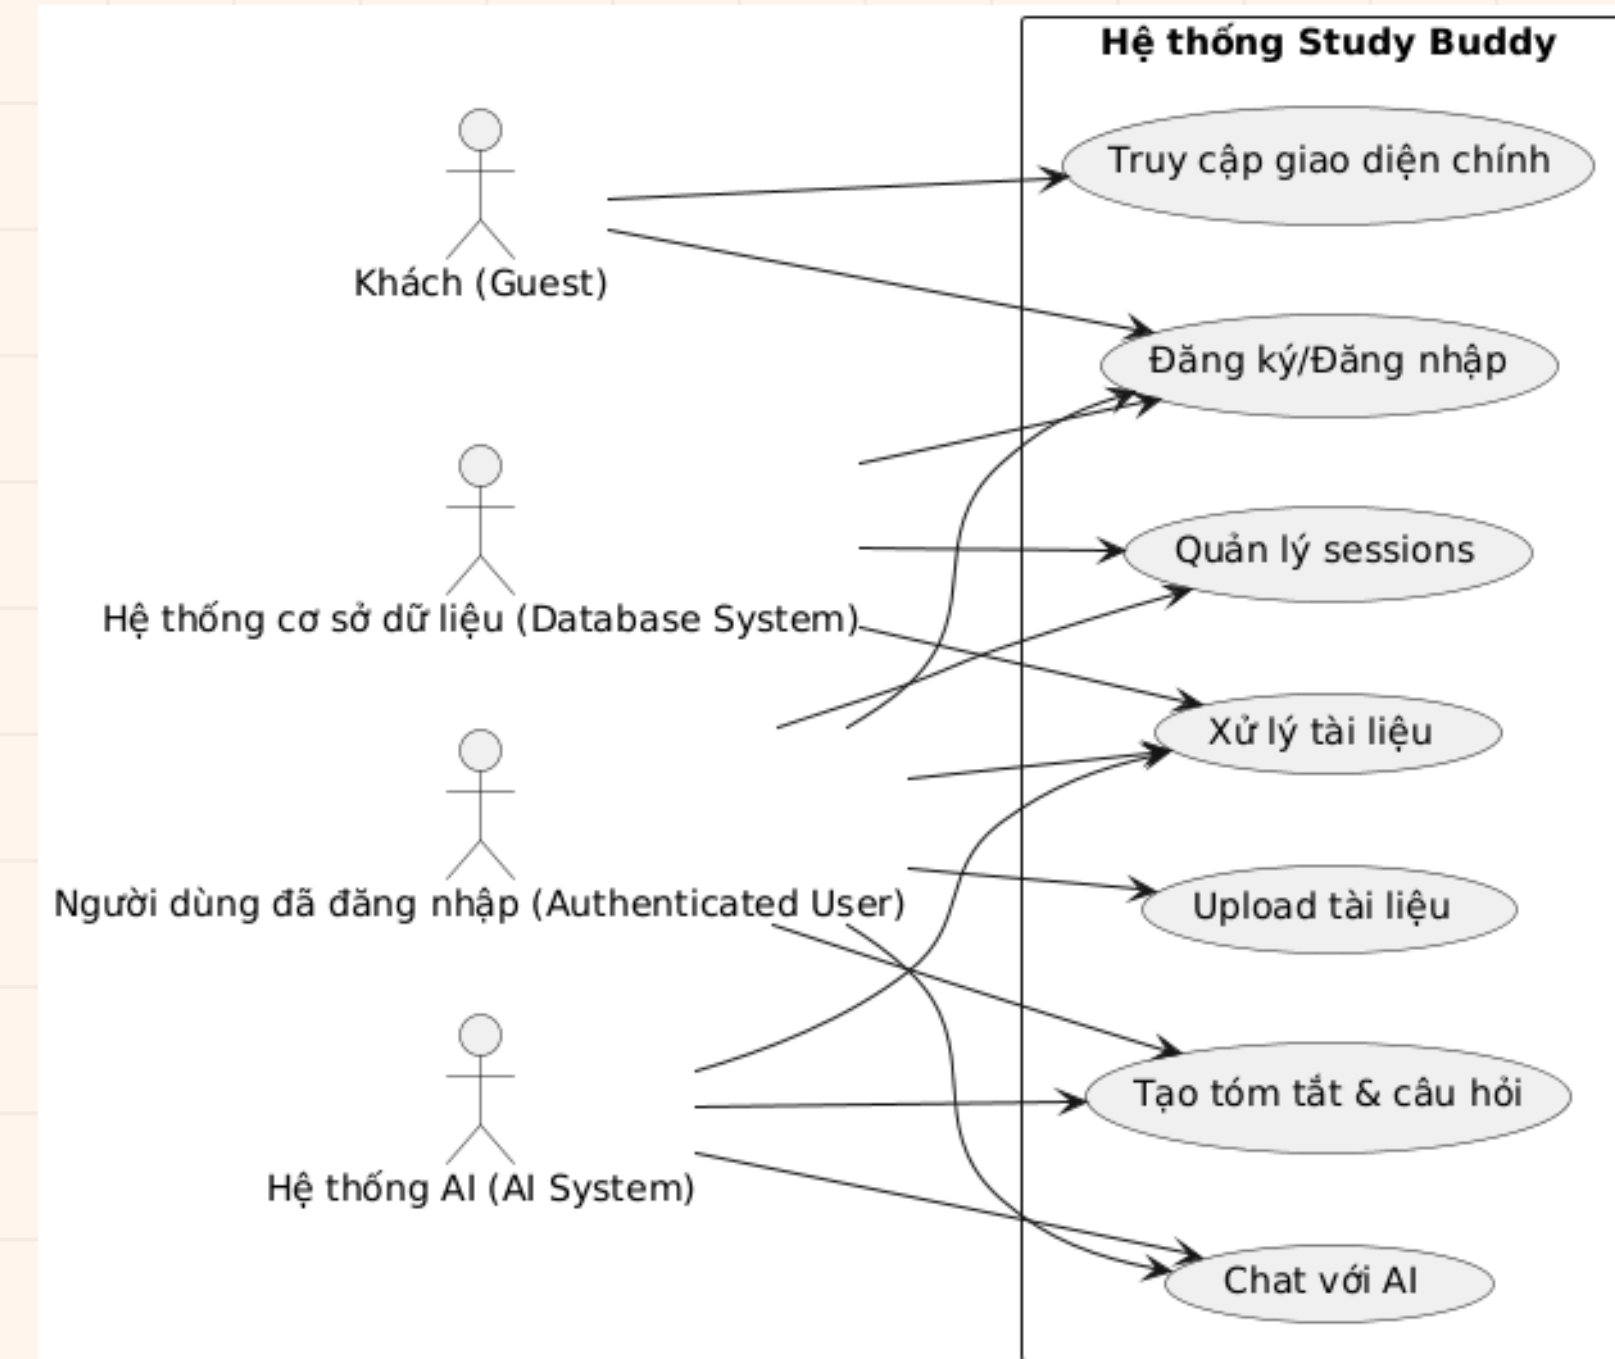 Hệ thống Study Buddy
Truy cập giao diện chính
Khách (Guest)
Đăng ký/Đăng nhập
Quản lý sessions
Hệ thống cơ sở dữ liệu (Database System)
Xử lý tài liệu
Người dùng đã đăng nhập (Authenticated User)
Upload tài liệu
Tạo tóm tắt & câu hỏi
Hệ thống AI (AI System)
Chat với AI